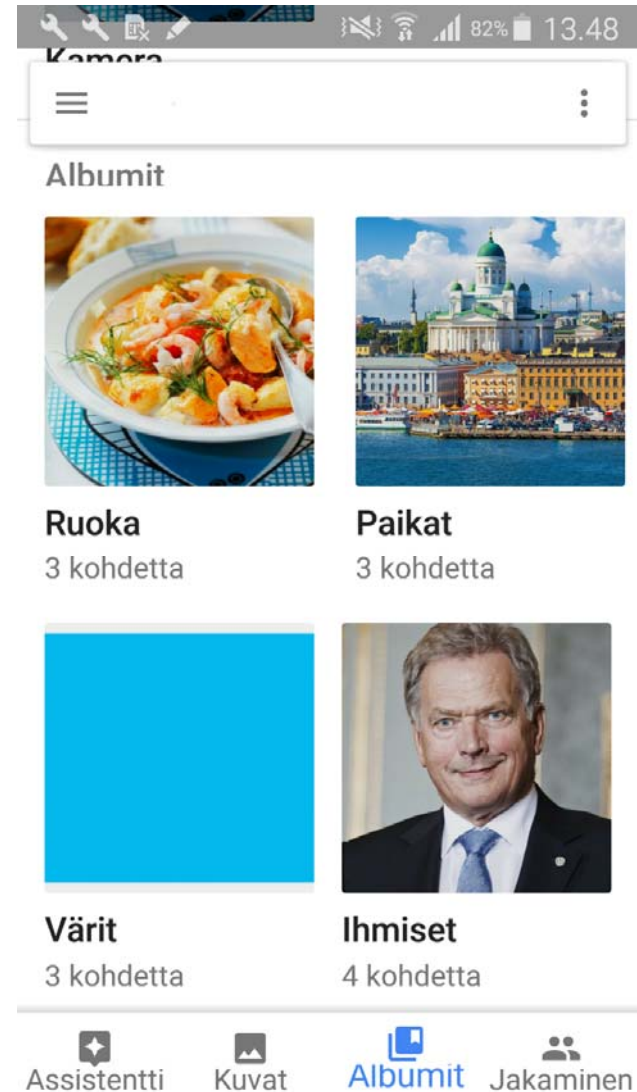 82% 13.48
Kamera
Albumit
Ruoka Paikat
3 kohdetta 3 kohdetta
Värit Ihmiset
3 kohdetta 4 kohdetta
Assistentti Kuvat Albumit Jakaminen